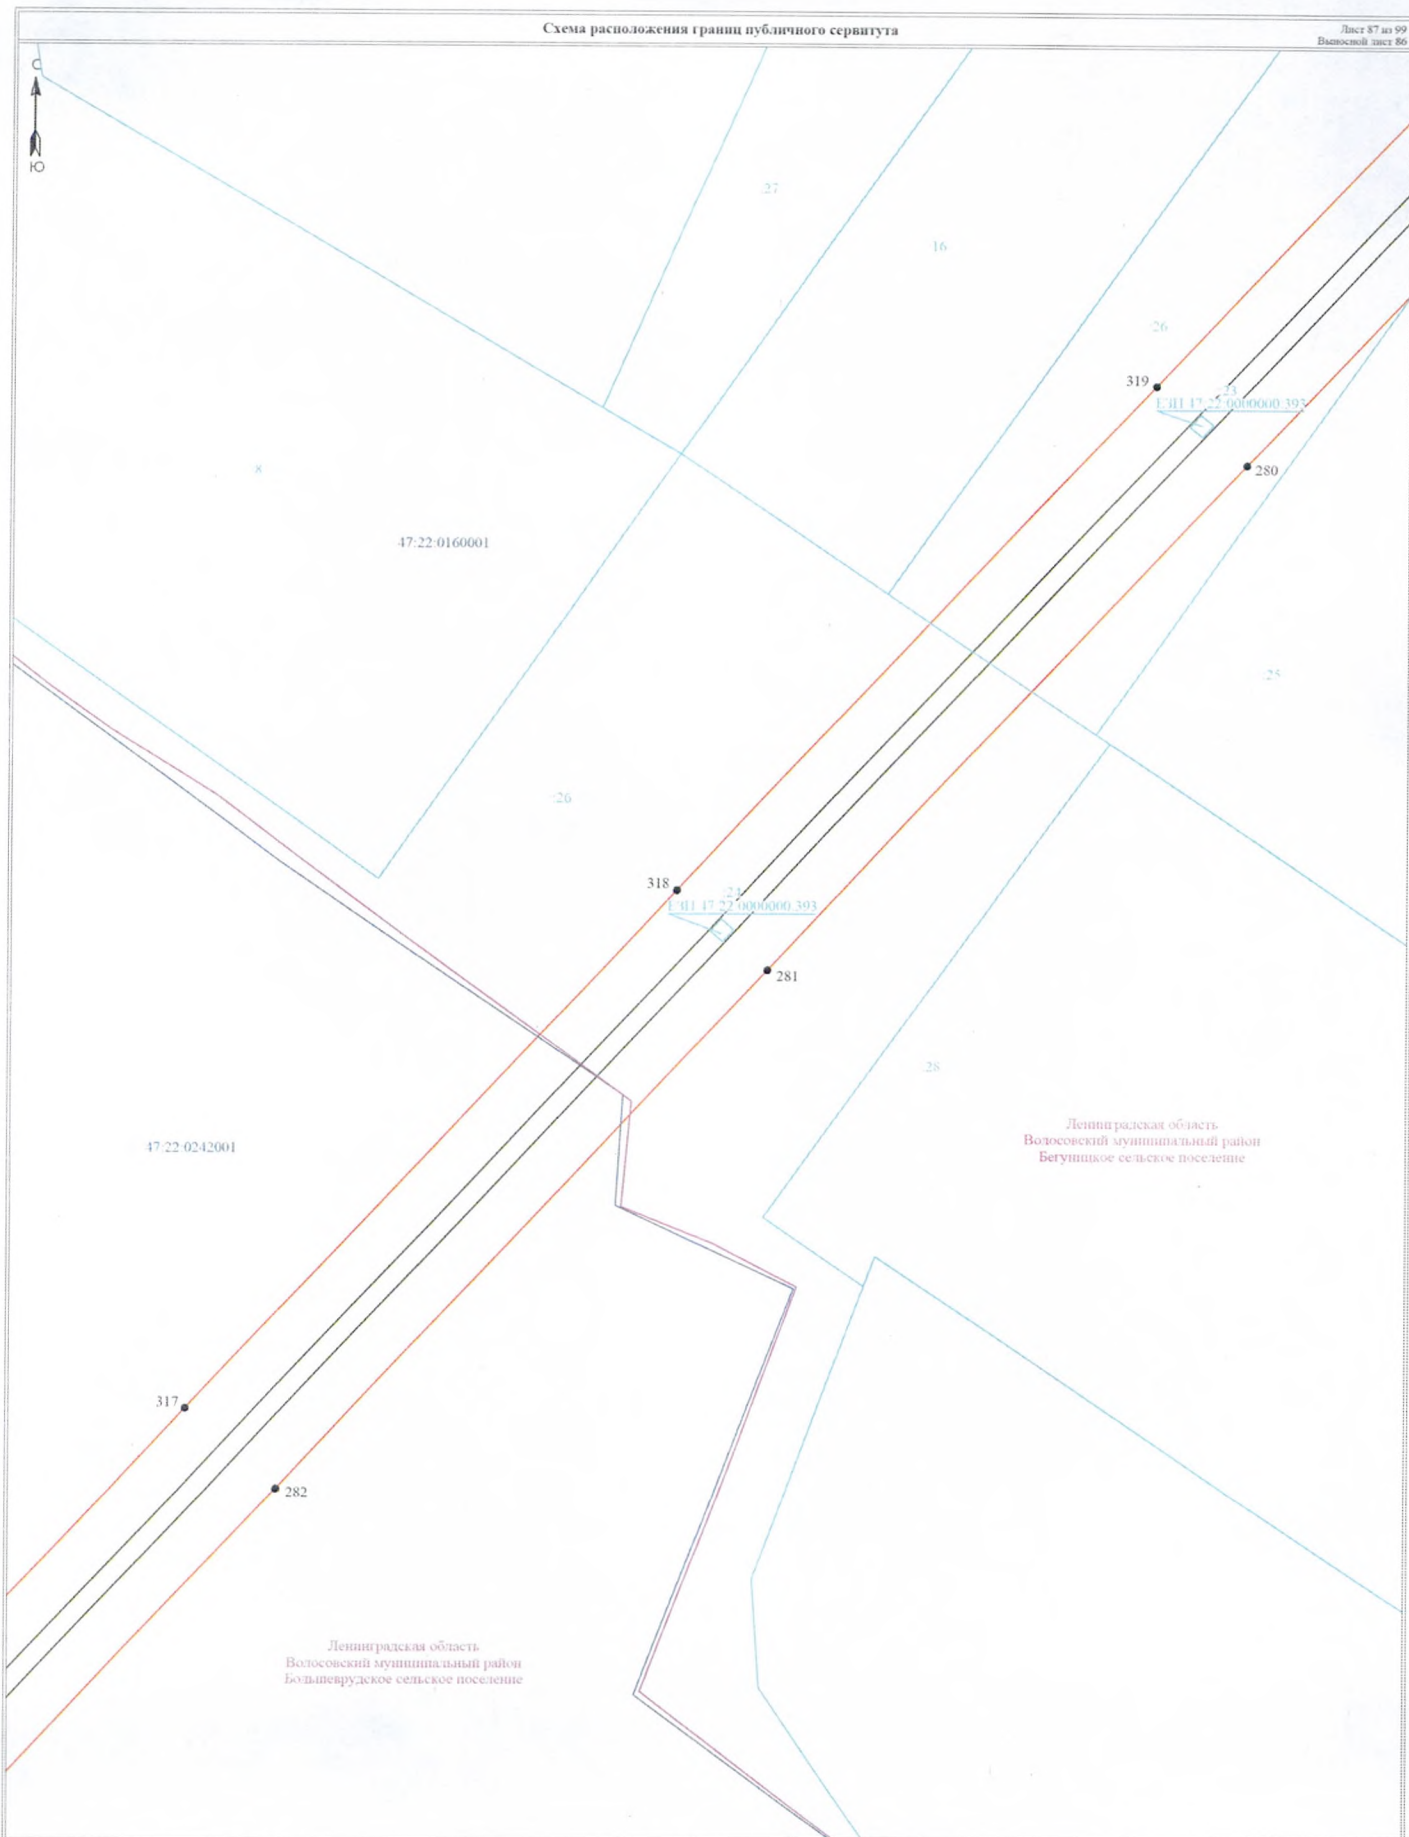 Схема расположения границ публичного сервитута
Лист 87 из 99
Выносной лист 86
С
Ю
:27
:16
:26
319
:23
ЕЗП 47:22:0000000:393
280
:8
47:22:0160001
:25
:26
318
:24
ЕЗП 47:22:0000000:393
281
:28
Ленинградская область
Волосовский муниципальный район
Бегуницкое сельское поселение
47:22:0242001
317
282
Ленинградская область
Волосовский муниципальный район
Большеврудское сельское поселение